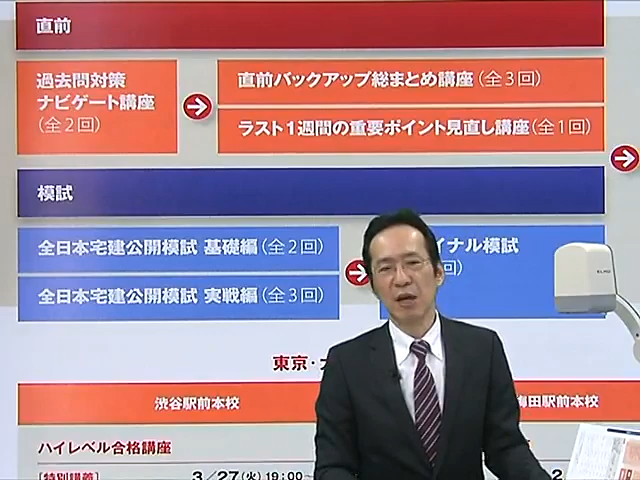 直前
過去問対策
ナビゲート講座
(全2回)
直前バックアップ総まとめ講座(全3回)
ラスト1週間の重要ポイント見直し講座(全1回)
模試
全日本宅建公開模試 基礎編(全2回)
全日本宅建公開模試 実戦編(全3回)
イナル模試
回)
ELMO
東京・
渋谷駅前本校
梅田駅前本校
ハイレベル合格講座
[特別講義]
3/27(火)19:00~
2